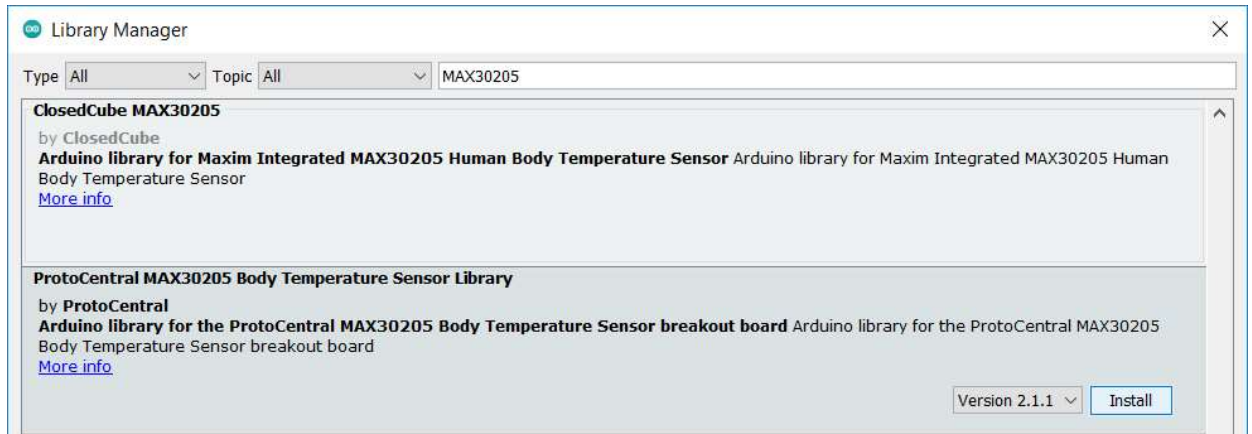 Library Manager
Type All Topic All MAX30205
ClosedCube MAX30205
by ClosedCube
Arduino library for Maxim Integrated MAX30205 Human Body Temperature Sensor Arduino library for Maxim Integrated MAX30205 Human
Body Temperature Sensor
More info
ProtoCentral MAX30205 Body Temperature Sensor Library
by ProtoCentral
Arduino library for the ProtoCentral MAX30205 Body Temperature Sensor breakout board Arduino library for the ProtoCentral MAX30205
Body Temperature Sensor breakout board
More info
Version 2.1.1 Install